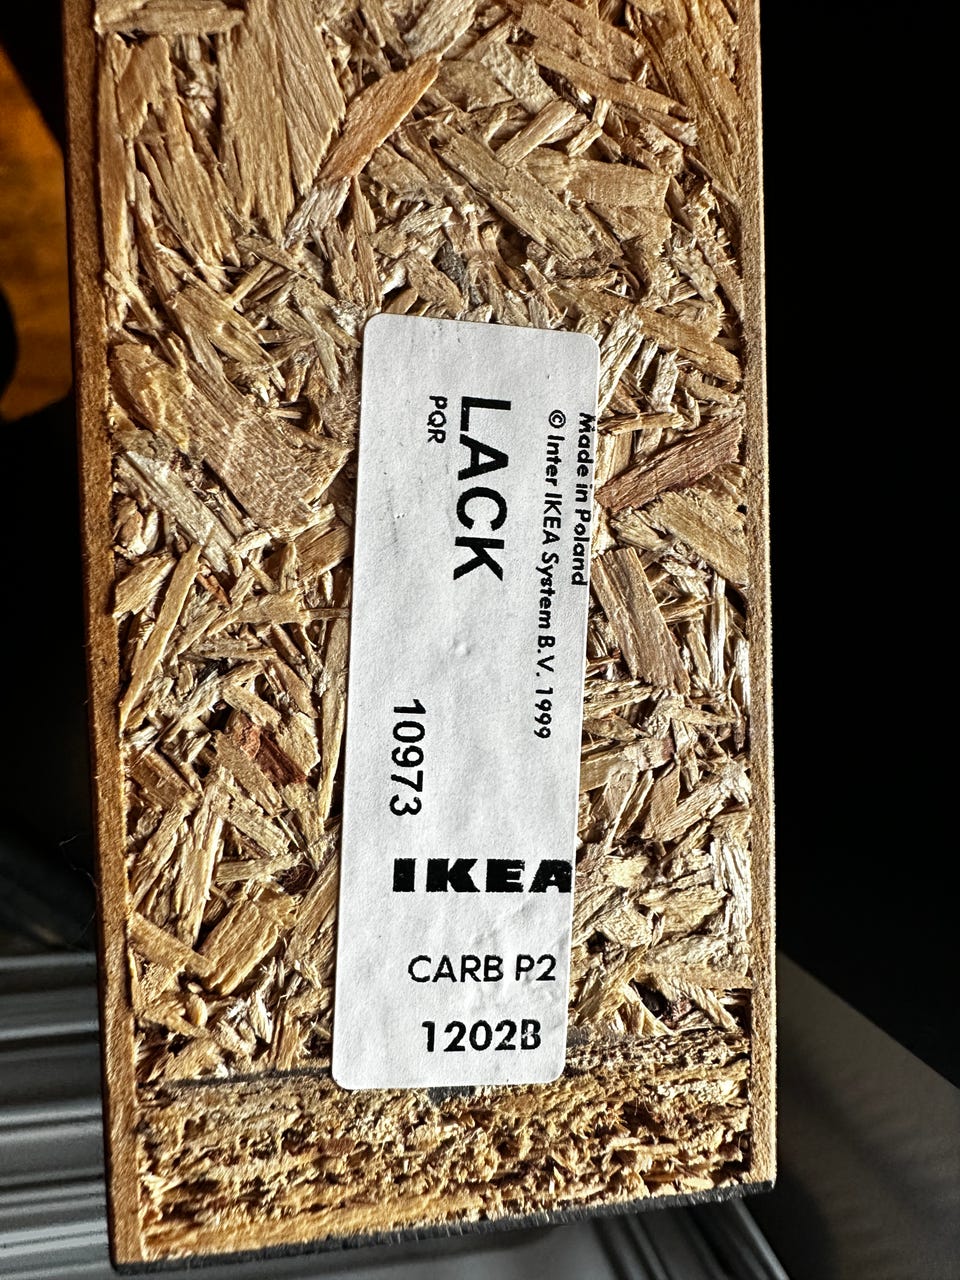 Made in Poland
© Inter IKEA System B.V. 1999
LACK
PQR
10973
IKEA
CARB P2
1202B